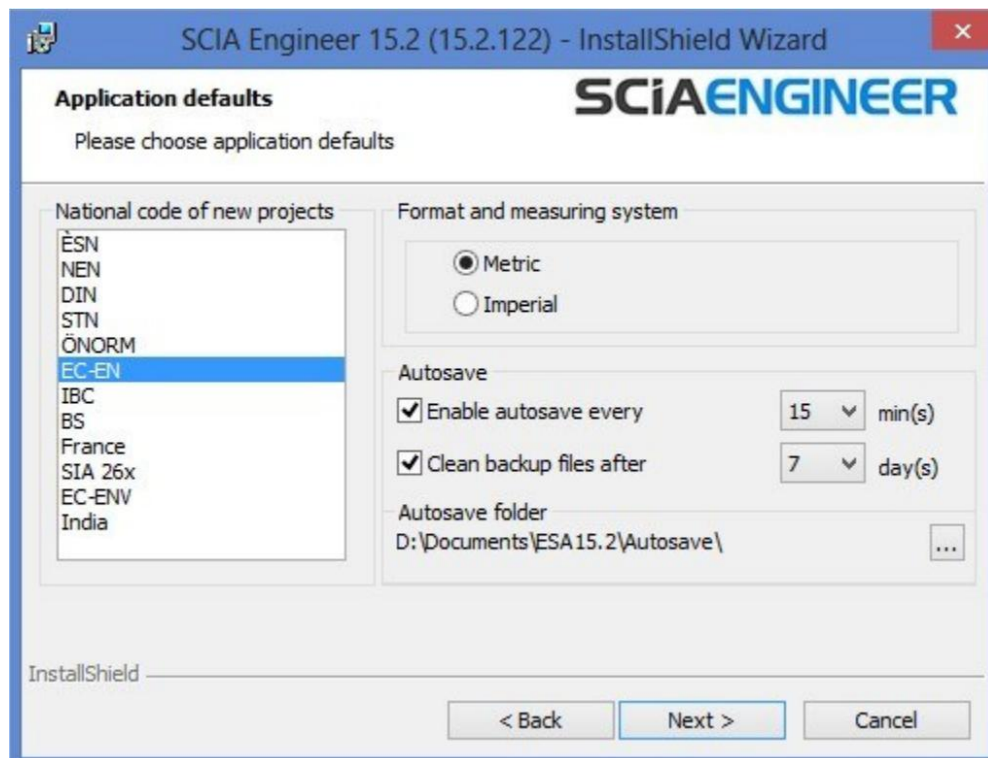 SCIA Engineer 15.2 (15.2.122) - InstallShield Wizard
Application defaults
Please choose application defaults
SCiAENGINEER
National code of new projects
ÈSN
NEN
DIN
STN
ÖNORM
EC-EN
IBC
BS
France
SIA 26x
EC-ENV
India
Format and measuring system
Metric
Imperial
Autosave
Enable autosave every 15 min(s)
Clean backup files after 7 day(s)
Autosave folder
D:\Documents\ESA15.2\Autosave\
...
InstallShield
< Back Next > Cancel